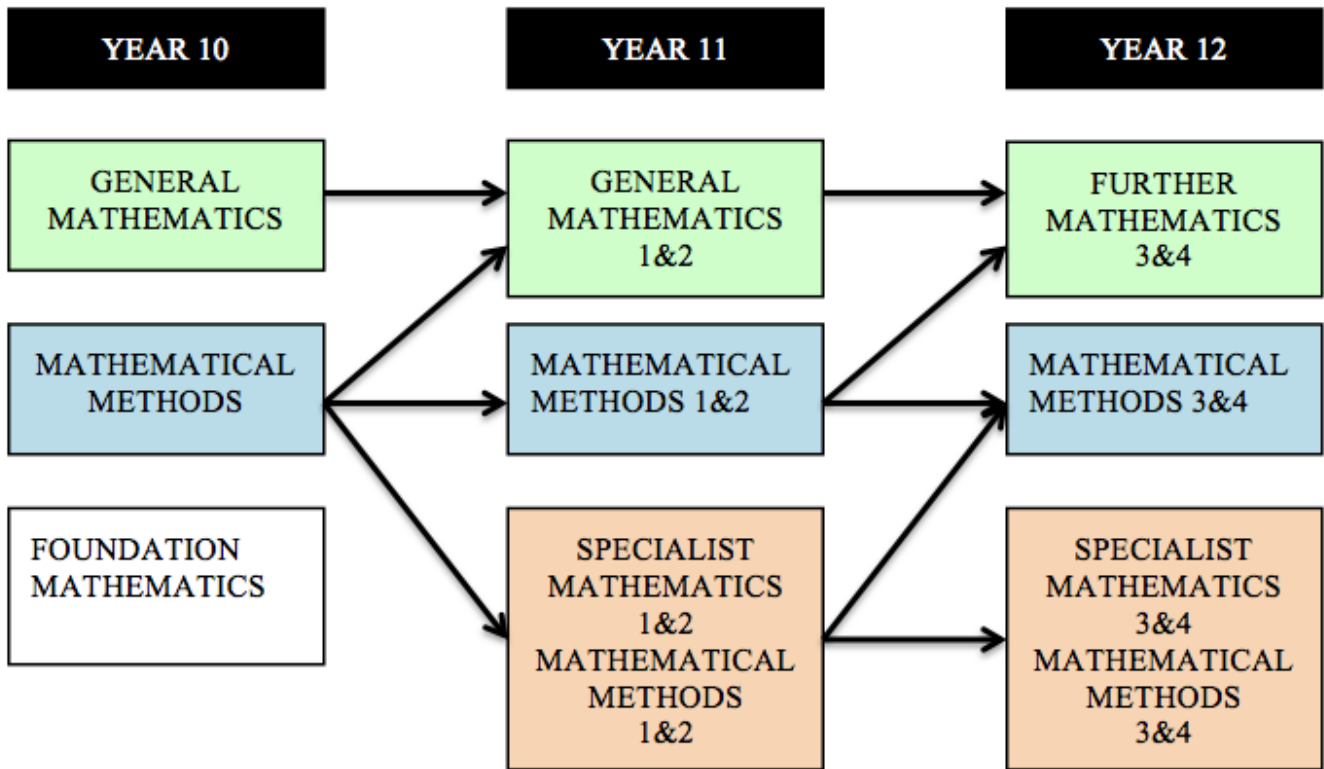 YEAR 10
YEAR 11
YEAR 12
GENERAL
MATHEMATICS
GENERAL
MATHEMATICS
1&2
FURTHER
MATHEMATICS
3&4
MATHEMATICAL
METHODS
MATHEMATICAL
METHODS 1&2
MATHEMATICAL
METHODS 3&4
FOUNDATION
MATHEMATICS
SPECIALIST
MATHEMATICS
1&2
MATHEMATICAL
METHODS
1&2
SPECIALIST
MATHEMATICS
3&4
MATHEMATICAL
METHODS
3&4